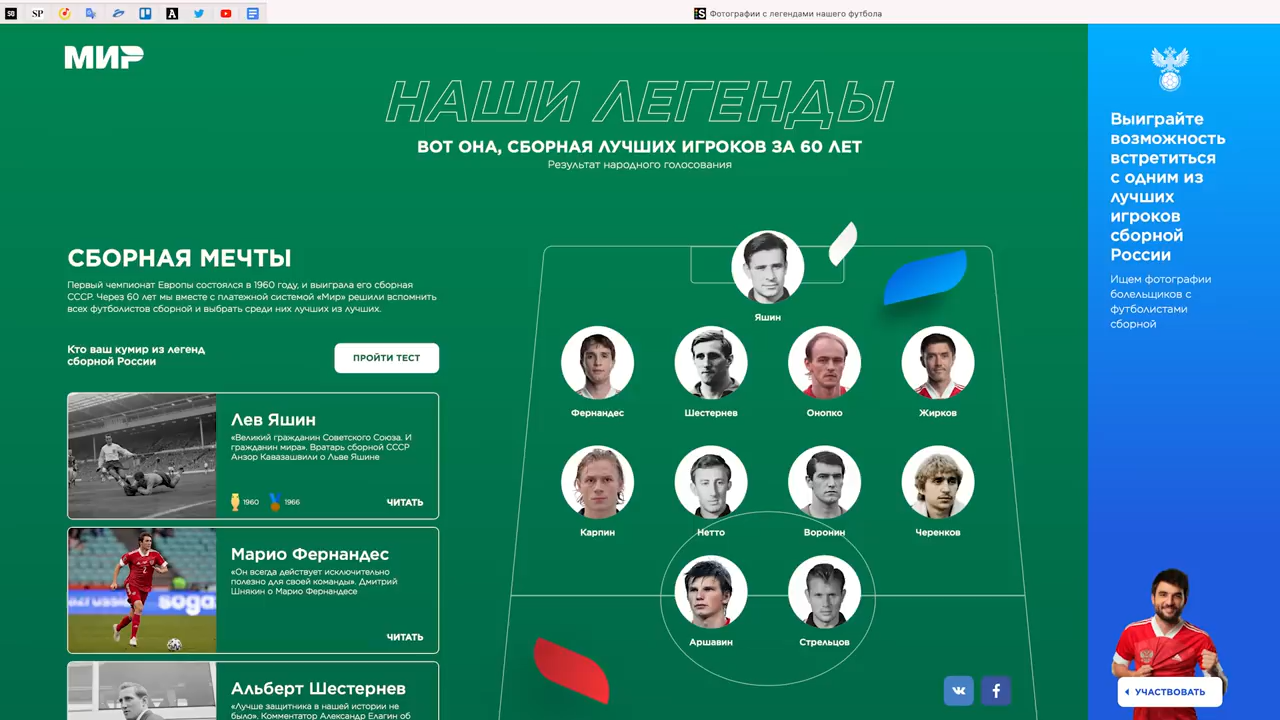 SP
A
Фотографии с легендами нашего футбола
МИР
НАШИ ЛЕГЕНДЫ
ВОТ ОНА, СБОРНАЯ ЛУЧШИХ ИГРОКОВ ЗА 60 ЛЕТ
Результат народного голосования
СБОРНАЯ МЕЧТЫ
Первый чемпионат Европы состоялся в 1960 году, и выиграла его сборная
СССР. Через 60 лет мы вместе с платежной системой «Мир» решили вспомнить
всех футболистов сборной и выбрать среди них лучших из лучших.
Кто ваш кумир из легенд
сборной России
ПРОЙТИ ТЕСТ
Лев Яшин
«Великий гражданин Советского Союза. И
гражданин мира». Вратарь сборной СССР
Анзор Кавазашвили о Льве Яшине
1960
1966
ЧИТАТЬ
Марио Фернандес
«Он всегда действует исключительно
полезно для своей команды». Дмитрий
Шнякин о Марио Фернандесе
ЧИТАТЬ
Альберт Шестернев
«Лучше защитника в нашей истории не
было». Комментатор Александр Елагин об
Яшин
Фернандес
Шестернев
Онопко
Жирков
Карпин
Нетто
Воронин
Черенков
Аршавин
Стрельцов
Выиграйте
возможность
встретиться
с одним из
лучших
игроков
сборной
России
Ищем фотографии
болельщиков с
футболистами
сборной
УЧАСТВОВАТЬ